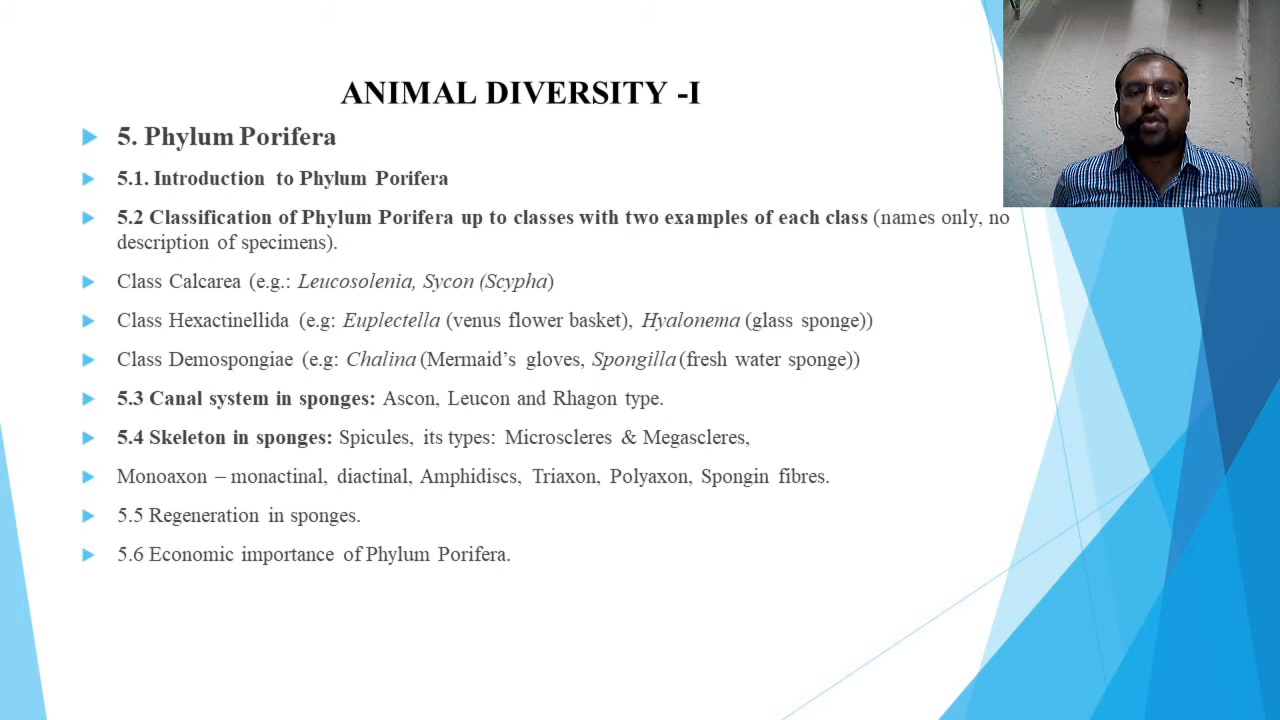 ANIMAL DIVERSITY -I
5. Phylum Porifera
5.1. Introduction to Phylum Porifera
5.2 Classification of Phylum Porifera up to classes with two examples of each class (names only, no
description of specimens).
Class Calcarea (e.g.: Leucosolenia, Sycon (Scypha)
Class Hexactinellida (e.g: Euplectella (venus flower basket), Hyalonema (glass sponge))
Class Demospongiae (e.g: Chalina (Mermaid’s gloves, Spongilla (fresh water sponge))
5.3 Canal system in sponges: Ascon, Leucon and Rhagon type.
5.4 Skeleton in sponges: Spicules, its types: Microscleres & Megascleres,
Monoaxon – monactinal, diactinal, Amphidiscs, Triaxon, Polyaxon, Spongin fibres.
5.5 Regeneration in sponges.
5.6 Economic importance of Phylum Porifera.